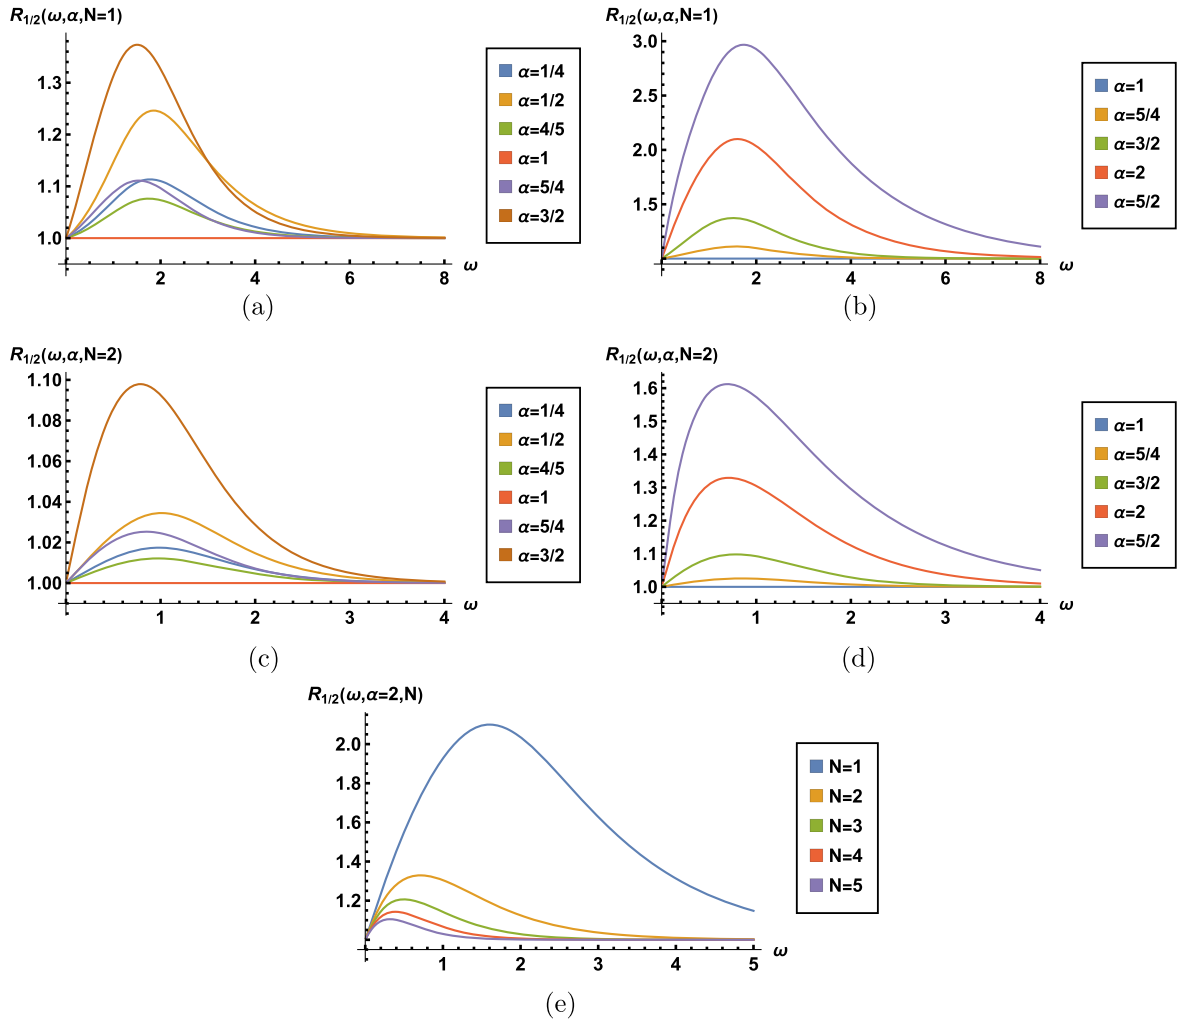 R1/2(ω,α,N=1)
1.3
1.2
1.1
1.0
2 4 6 8 ω
α=1/4
α=1/2
α=4/5
α=1
α=5/4
α=3/2
(a)
R1/2(ω,α,N=1)
3.0
2.5
2.0
1.5
2 4 6 8 ω
α=1
α=5/4
α=3/2
α=2
α=5/2
(b)
R1/2(ω,α,N=2)
1.10
1.08
1.06
1.04
1.02
1.00
1 2 3 4 ω
α=1/4
α=1/2
α=4/5
α=1
α=5/4
α=3/2
(c)
R1/2(ω,α,N=2)
1.6
1.5
1.4
1.3
1.2
1.1
1.0
1 2 3 4 ω
α=1
α=5/4
α=3/2
α=2
α=5/2
(d)
R1/2(ω,α=2,N)
2.0
1.8
1.6
1.4
1.2
1 2 3 4 5 ω
N=1
N=2
N=3
N=4
N=5
(e)